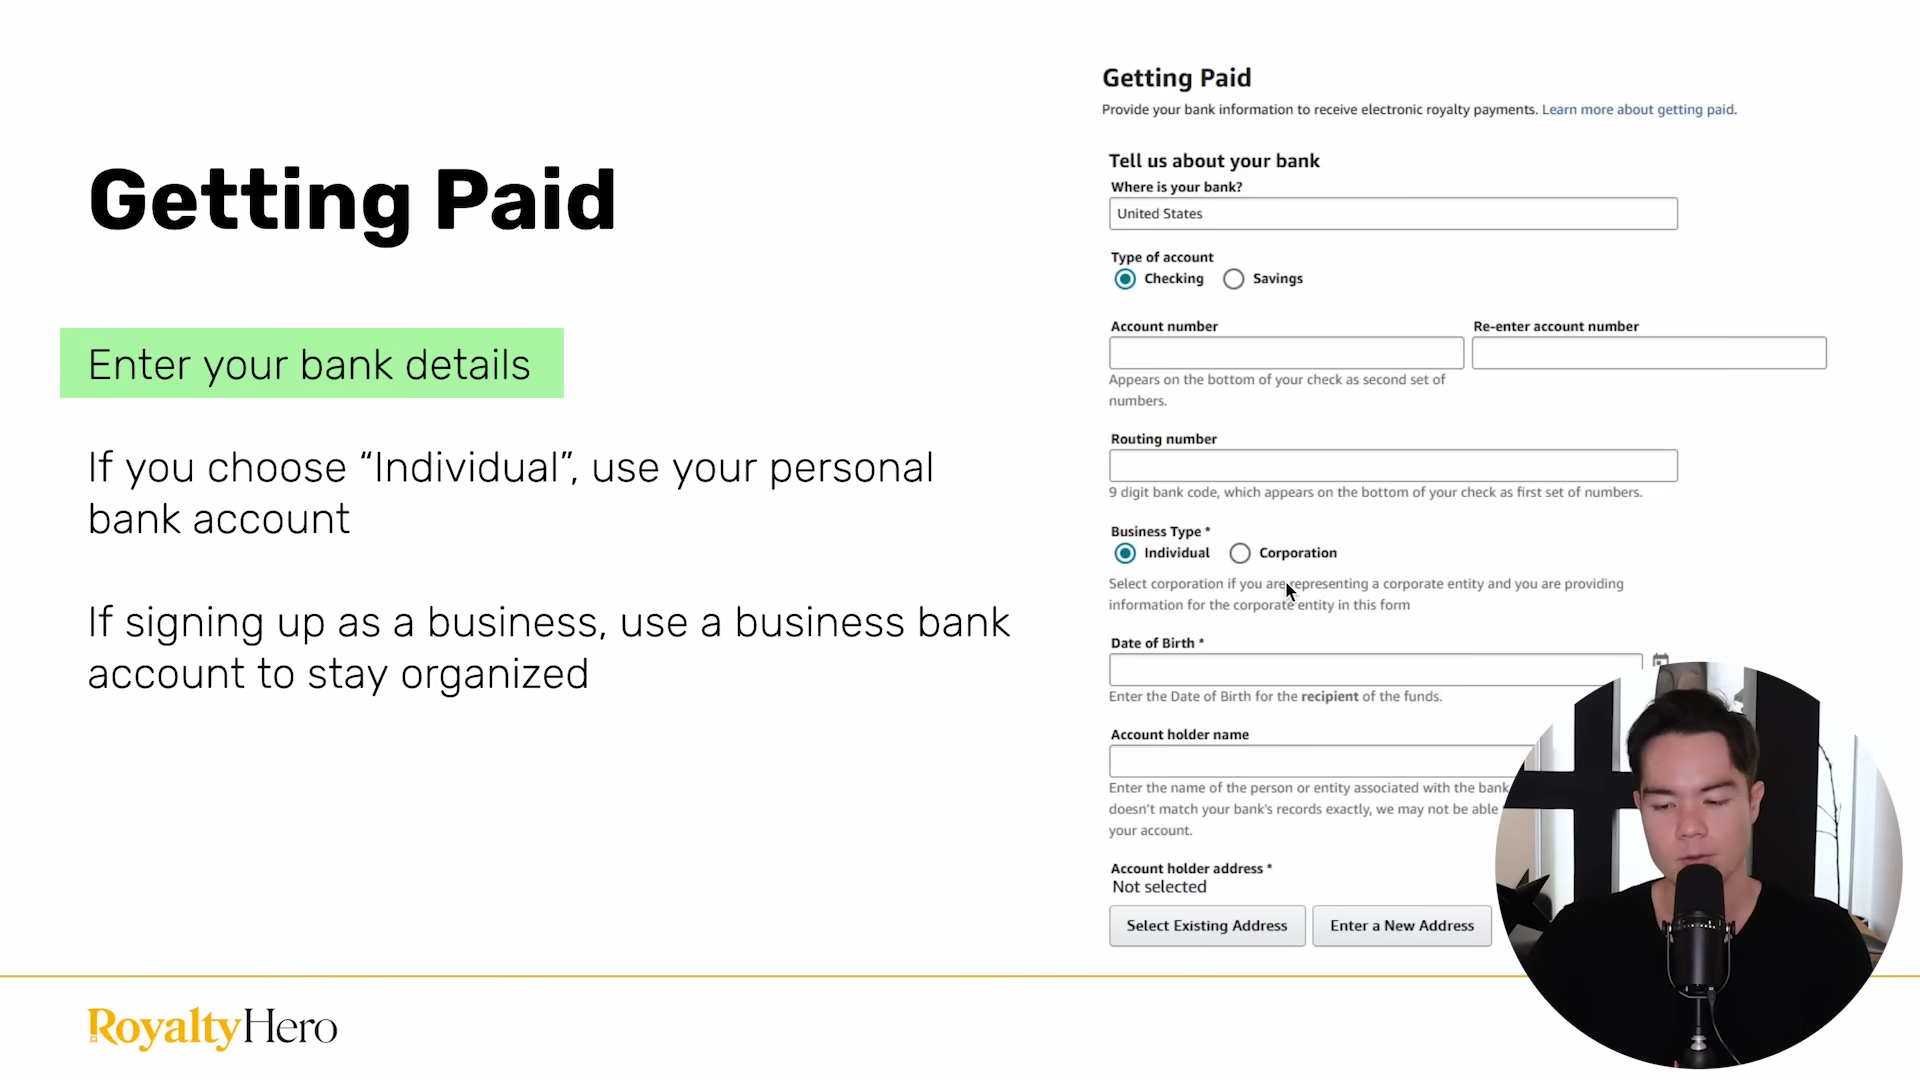 Getting Paid
Enter your bank details
If you choose “Individual”, use your personal
bank account
If signing up as a business, use a business bank
account to stay organized
RoyaltyHero
Getting Paid
Provide your bank information to receive electronic royalty payments. Learn more about getting paid.
Tell us about your bank
Where is your bank?
United States
Type of account
Checking Savings
Account number Re-enter account number
Appears on the bottom of your check as second set of
numbers.
Routing number
9 digit bank code, which appears on the bottom of your check as first set of numbers.
Business Type *
Individual Corporation
Select corporation if you are representing a corporate entity and you are providing
information for the corporate entity in this form
Date of Birth *
Enter the Date of Birth for the recipient of the funds.
Account holder name
Enter the name of the person or entity associated with the bank
doesn't match your bank's records exactly, we may not be able
your account.
Account holder address *
Not selected
Select Existing Address Enter a New Address